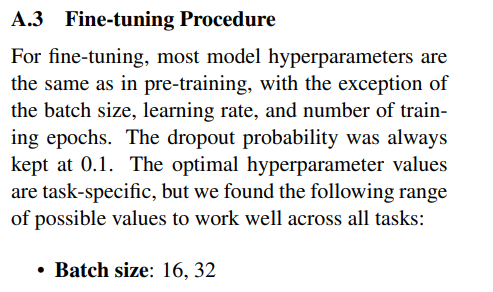 A.3 Fine-tuning Procedure
For fine-tuning, most model hyperparameters are
the same as in pre-training, with the exception of
the batch size, learning rate, and number of train-
ing epochs. The dropout probability was always
kept at 0.1. The optimal hyperparameter values
are task-specific, but we found the following range
of possible values to work well across all tasks:
• Batch size: 16, 32